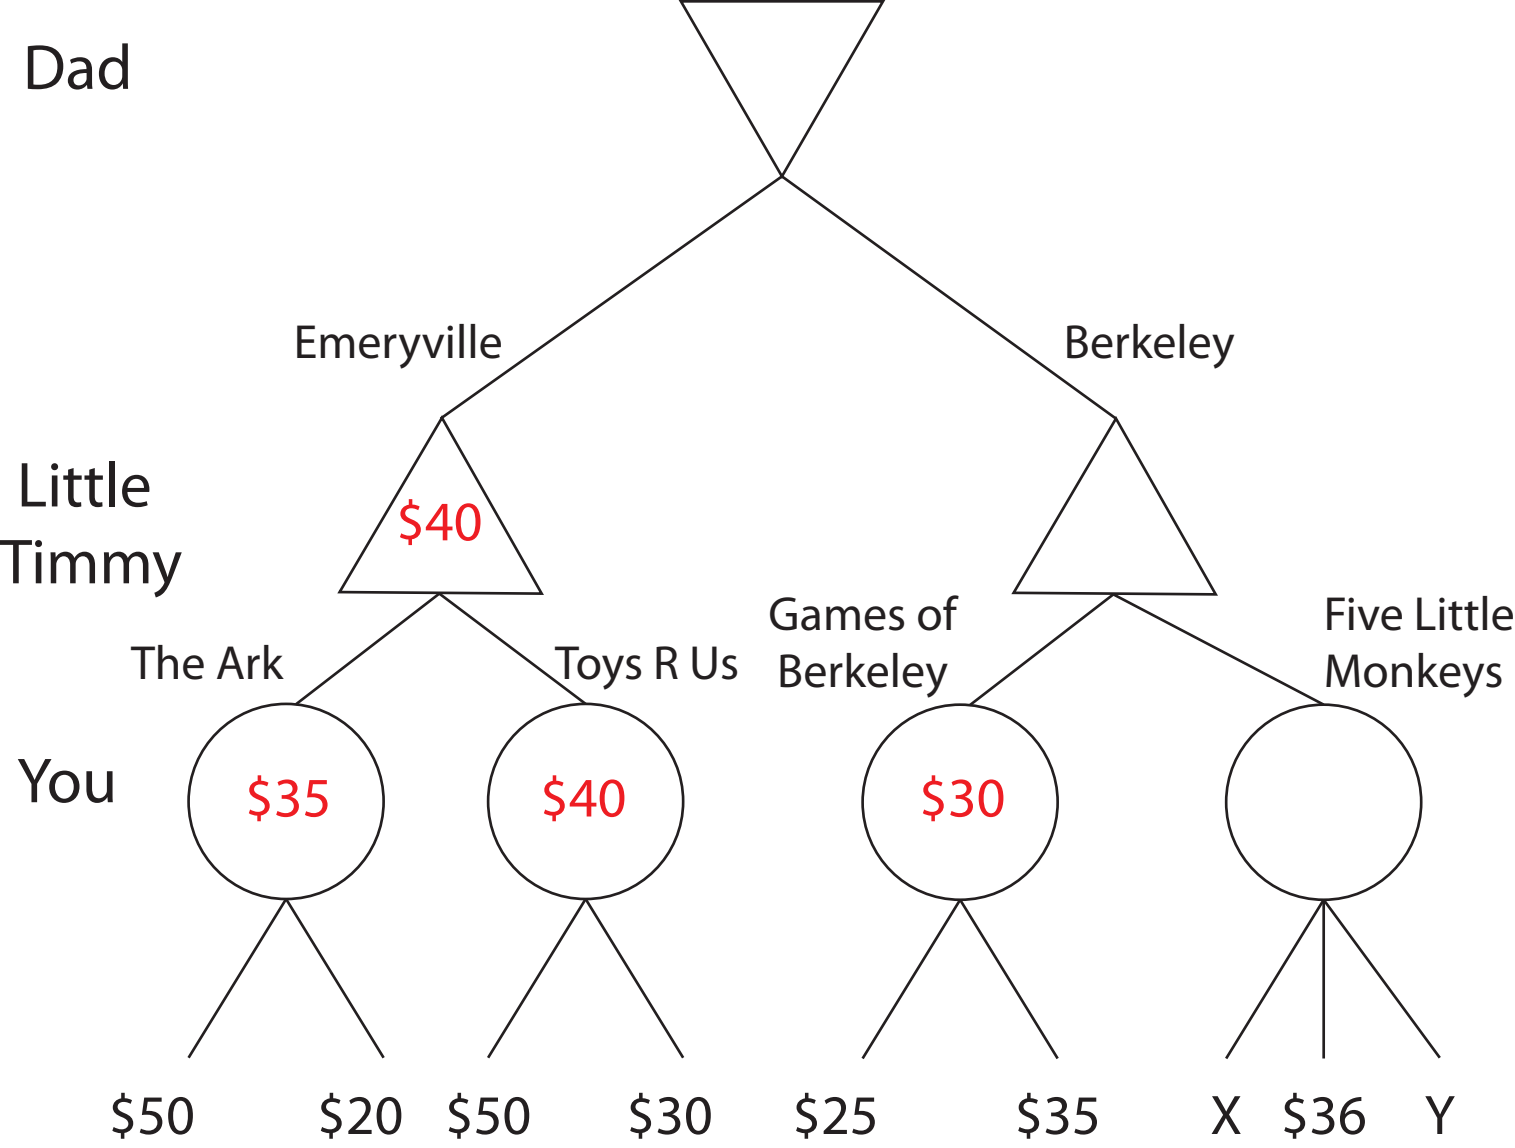 Dad
Emeryville
Berkeley
Little
Timmy
$40
The Ark
Toys R Us
Games of
Berkeley
Five Little
Monkeys
You
$35
$40
$30
$50
$20
$50
$30
$25
$35
X
$36
Y